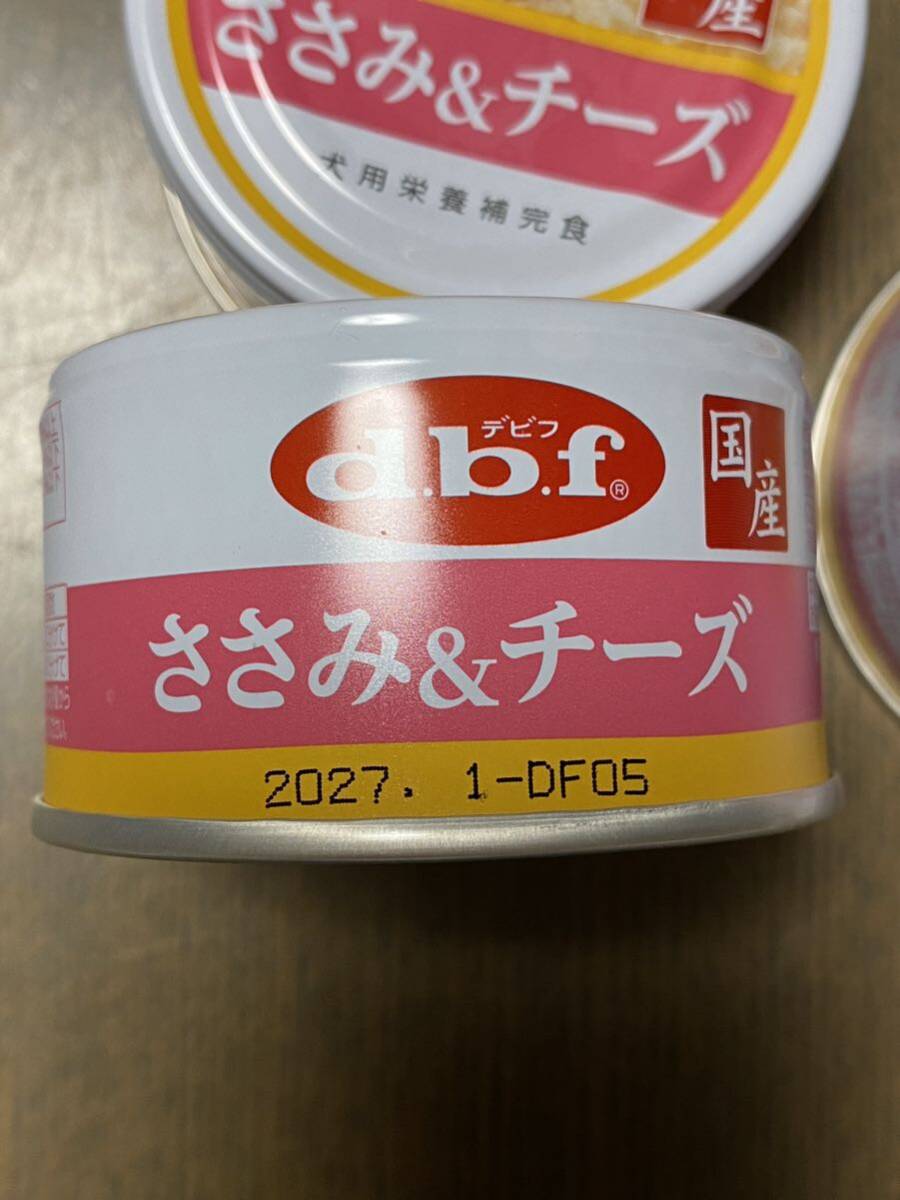 産
ささみ&チーズ
犬用栄養補完食
デビフ
d.b.f®
国産
ささみ&チーズ
2027. 1-DF05